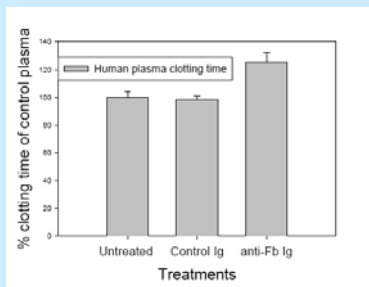 % clotting time of control plasma
140
120
100
80
60
40
20
0
Human plasma clotting time
Untreated
Control Ig
anti-Fb Ig
Treatments